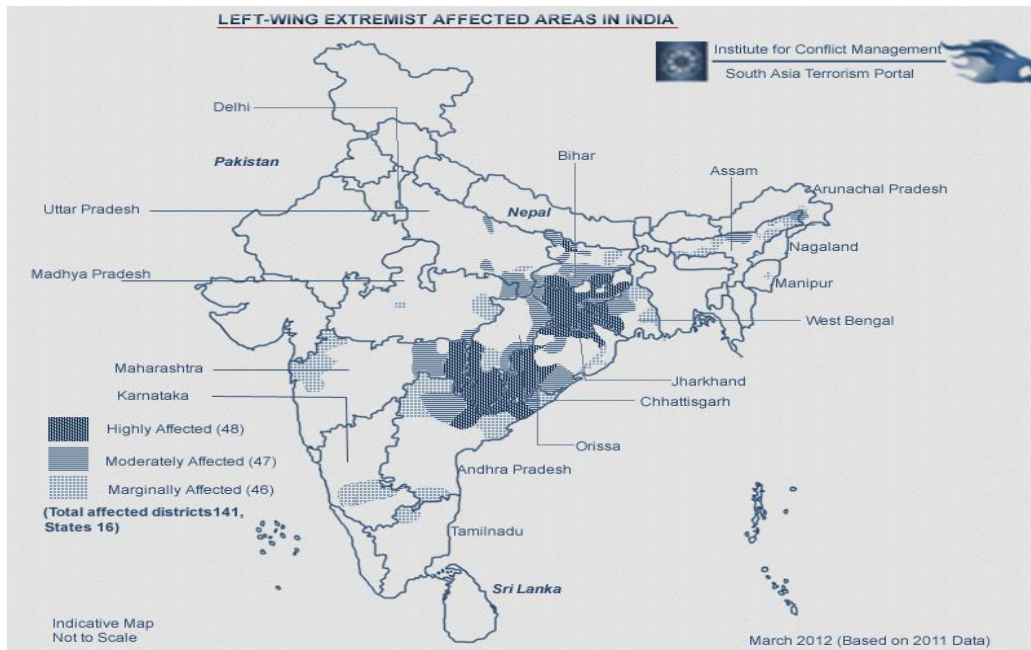 LEFT-WING EXTREMIST AFFECTED AREAS IN INDIA
Institute for Conflict Management
South Asia Terrorism Portal
Delhi
Pakistan
Bihar
Assam
Arunachal Pradesh
Uttar Pradesh
Nepal
Nagaland
Madhya Pradesh
Manipur
West Bengal
Maharashtra
Jharkhand
Karnataka
Chhattisgarh
Highly Affected (48)
Orissa
Moderately Affected (47)
Andhra Pradesh
Marginally Affected (46)
(Total affected districts141,
States 16)
Tamilnadu
Sri Lanka
Indicative Map
Not to Scale
March 2012 (Based on 2011 Data)